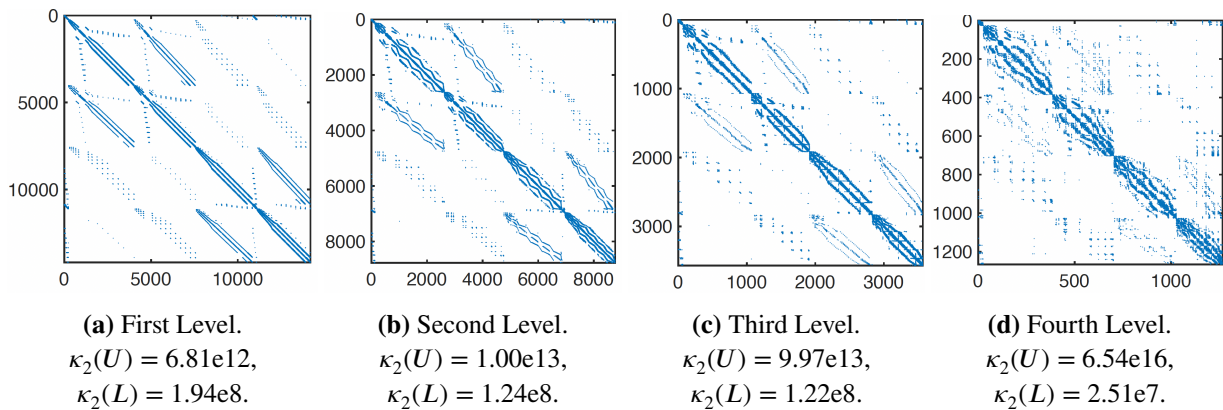 0
5000
10000
0 5000 10000
0
2000
4000
6000
8000
0 2000 4000 6000 8000
0
1000
2000
3000
0 1000 2000 3000
0
200
400
600
800
1000
1200
0 500 1000
(a) First Level.
κ₂(U) = 6.81e12,
κ₂(L) = 1.94e8.
(b) Second Level.
κ₂(U) = 1.00e13,
κ₂(L) = 1.24e8.
(c) Third Level.
κ₂(U) = 9.97e13,
κ₂(L) = 1.22e8.
(d) Fourth Level.
κ₂(U) = 6.54e16,
κ₂(L) = 2.51e7.